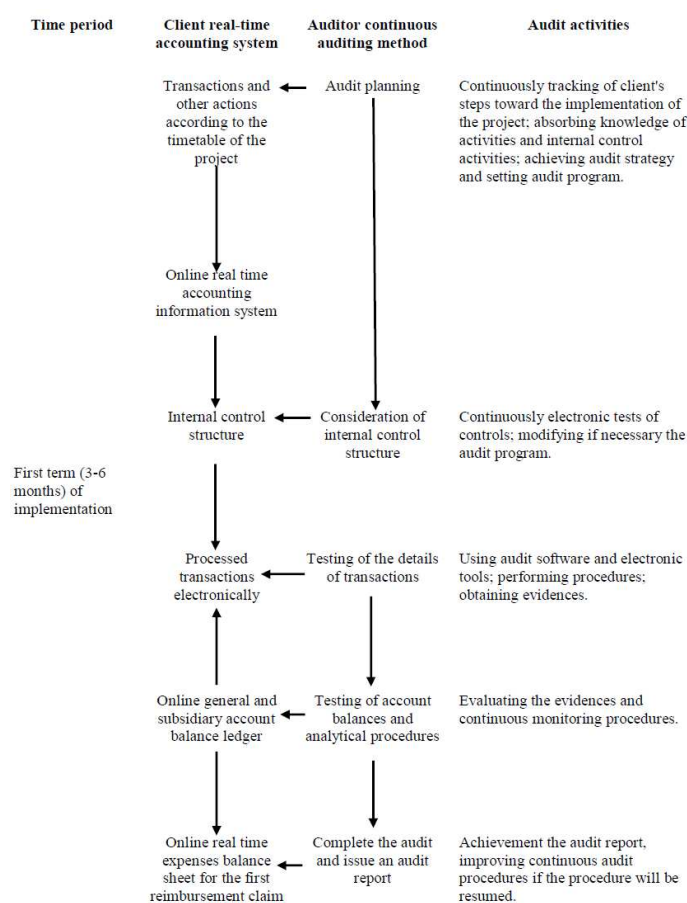 Time period
Client real-time
accounting system
Auditor continuous
auditing method
Audit activities
Transactions and
other actions
according to the
timetable of the
project
Audit planning
Continuously tracking of client's
steps toward the implementation of
the project; absorbing knowledge of
activities and internal control
activities; achieving audit strategy
and setting audit program.
Online real time
accounting
information system
Internal control
structure
Consideration of
internal control
structure
Continuously electronic tests of
controls; modifying if necessary the
audit program.
First term (3-6
months) of
implementation
Processed
transactions
electronically
Testing of the details
of transactions
Using audit software and electronic
tools; performing procedures;
obtaining evidences.
Online general and
subsidiary account
balance ledger
Testing of account
balances and
analytical procedures
Evaluating the evidences and
continuous monitoring procedures.
Online real time
expenses balance
sheet for the first
reimbursement claim
Complete the audit
and issue an audit
report
Achievement the audit report,
improving continuous audit
procedures if the procedure will be
resumed.